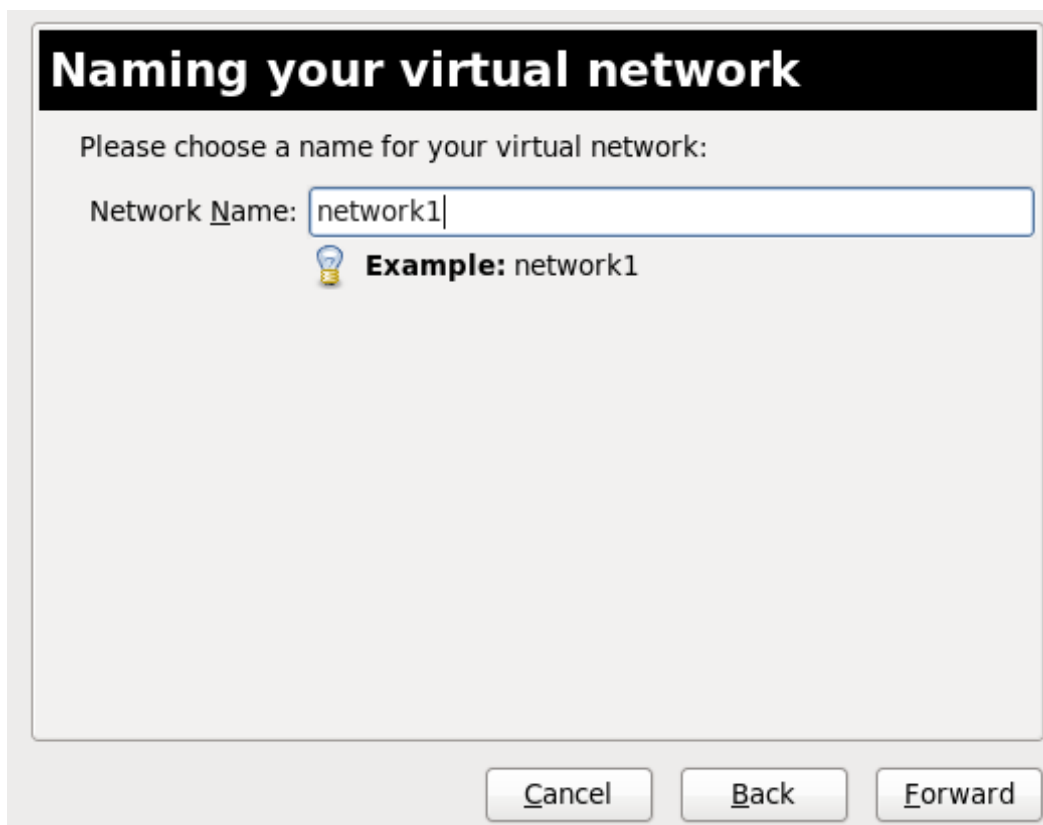 Naming your virtual network
Please choose a name for your virtual network:
Network Name: network1
Example: network1
Cancel Back Forward